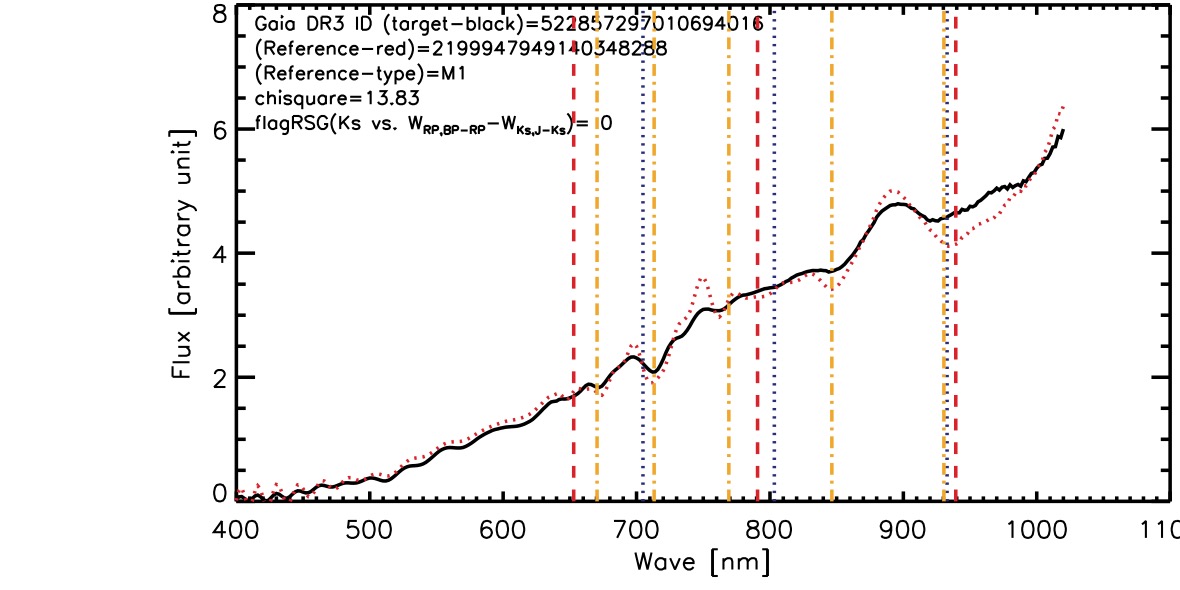 Gaia DR3 ID (target-black)=522857297010694016
(Reference-red)=2199947949140348288
(Reference-type)=M1
chisquare=13.83
flagRSG(Ks vs. WRP,BP-RP-WKs,J-Ks)= 0
8
6
4
2
0
Flux [arbitrary unit]
400 500 600 700 800 900 1000 110
Wave [nm]